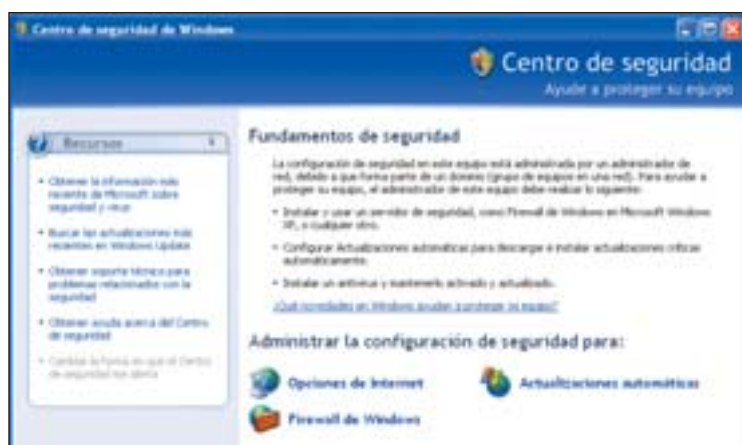 Centro de seguridad de Windows
Centro de seguridad
Ayude a proteger su equipo
Recursos
• Obtener la información más
reciente de Microsoft sobre
seguridad y virus
• Buscar las actualizaciones más
recientes en Windows Update
• Obtener soporte técnico para
problemas relacionados con la
seguridad
• Obtener ayuda acerca del Centro
de seguridad
• Cambiar la forma en que el Centro
de seguridad me alerta
Fundamentos de seguridad
La configuración de seguridad en este equipo está administrada por un administrador de
red, debido a que forma parte de un dominio (grupo de equipos en una red). Para ayudar a
proteger su equipo, el administrador de este equipo debe realizar lo siguiente:
• Instalar y usar un servidor de seguridad, como Firewall de Windows en Microsoft Windows
XP, o cualquier otro.
• Configurar Actualizaciones automáticas para descargar e instalar actualizaciones críticas
automáticamente.
• Instalar un antivirus y mantenerlo activado y actualizado.
¿Qué novedades en Windows ayudan a proteger mi equipo?
Administrar la configuración de seguridad para:
Opciones de Internet
Actualizaciones automáticas
Firewall de Windows